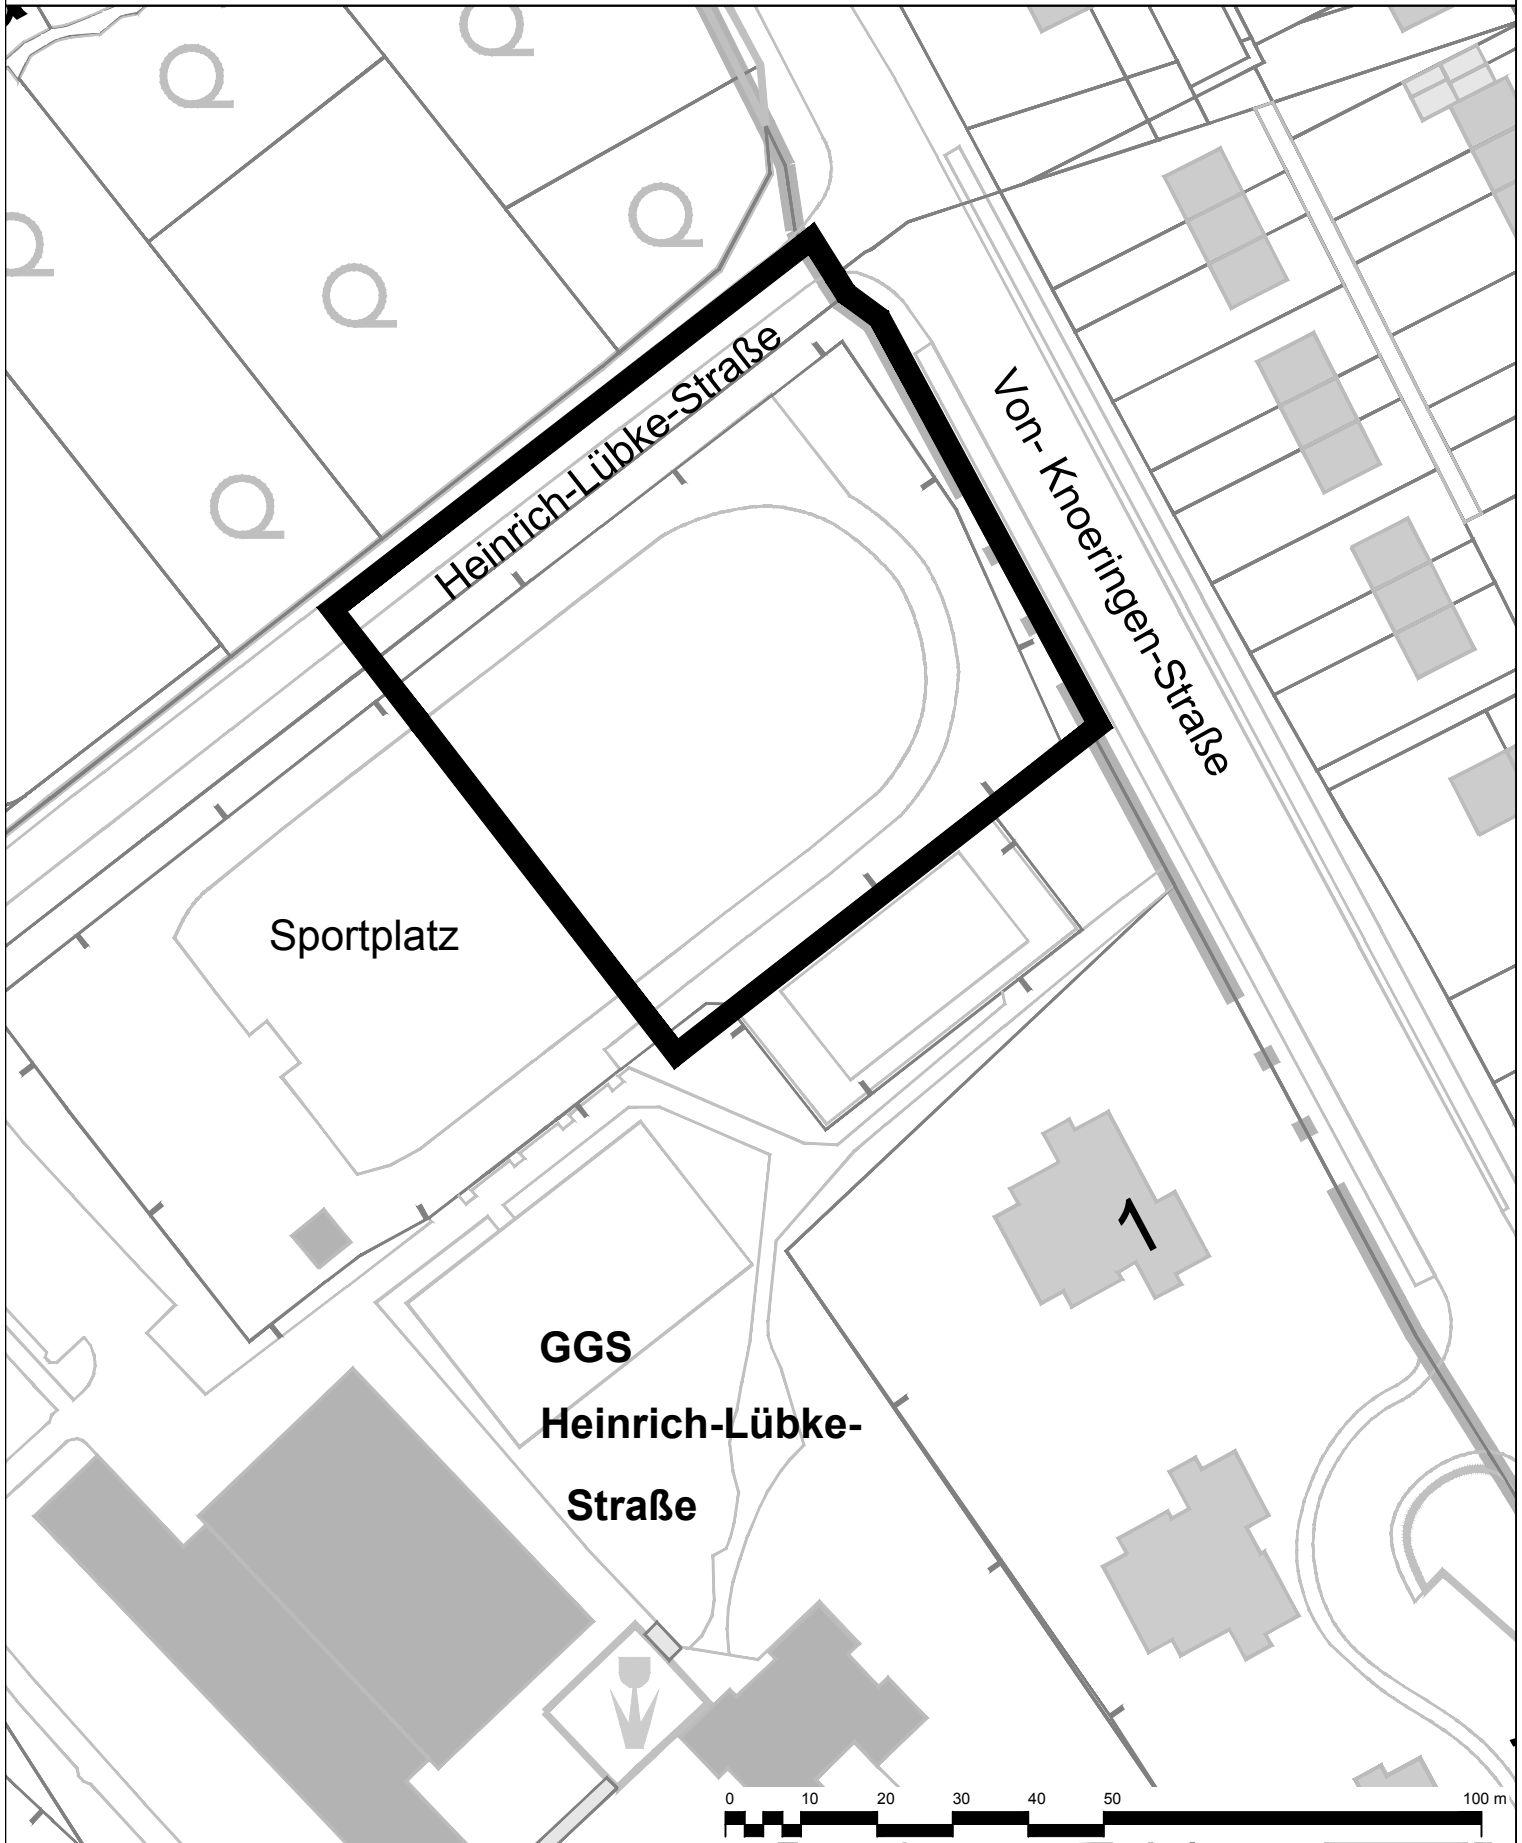 Heinrich-Lübke-Straße
Von- Knoeringen-Straße
Sportplatz
1
GGS
Heinrich-Lübke-
Straße
0 10 20 30 40 50 100 m